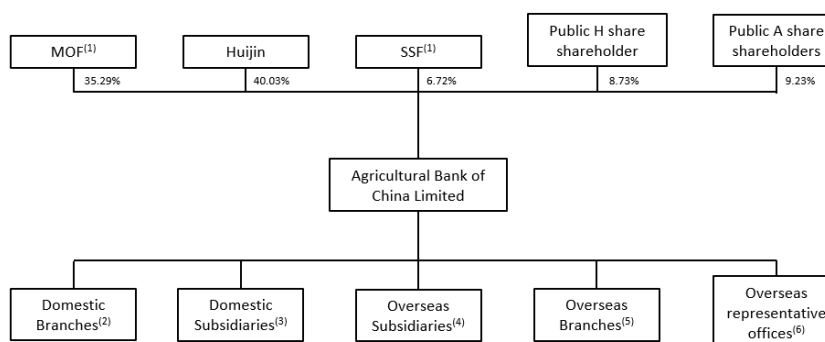 MOF(1)
Huijin
SSF(1)
Public H share
shareholder
Public A share
shareholders
35.29%
40.03%
6.72%
8.73%
9.23%
Agricultural Bank of
China Limited
Domestic
Branches(2)
Domestic
Subsidiaries(3)
Overseas
Subsidiaries(4)
Overseas
Branches(5)
Overseas
representative
offices(6)